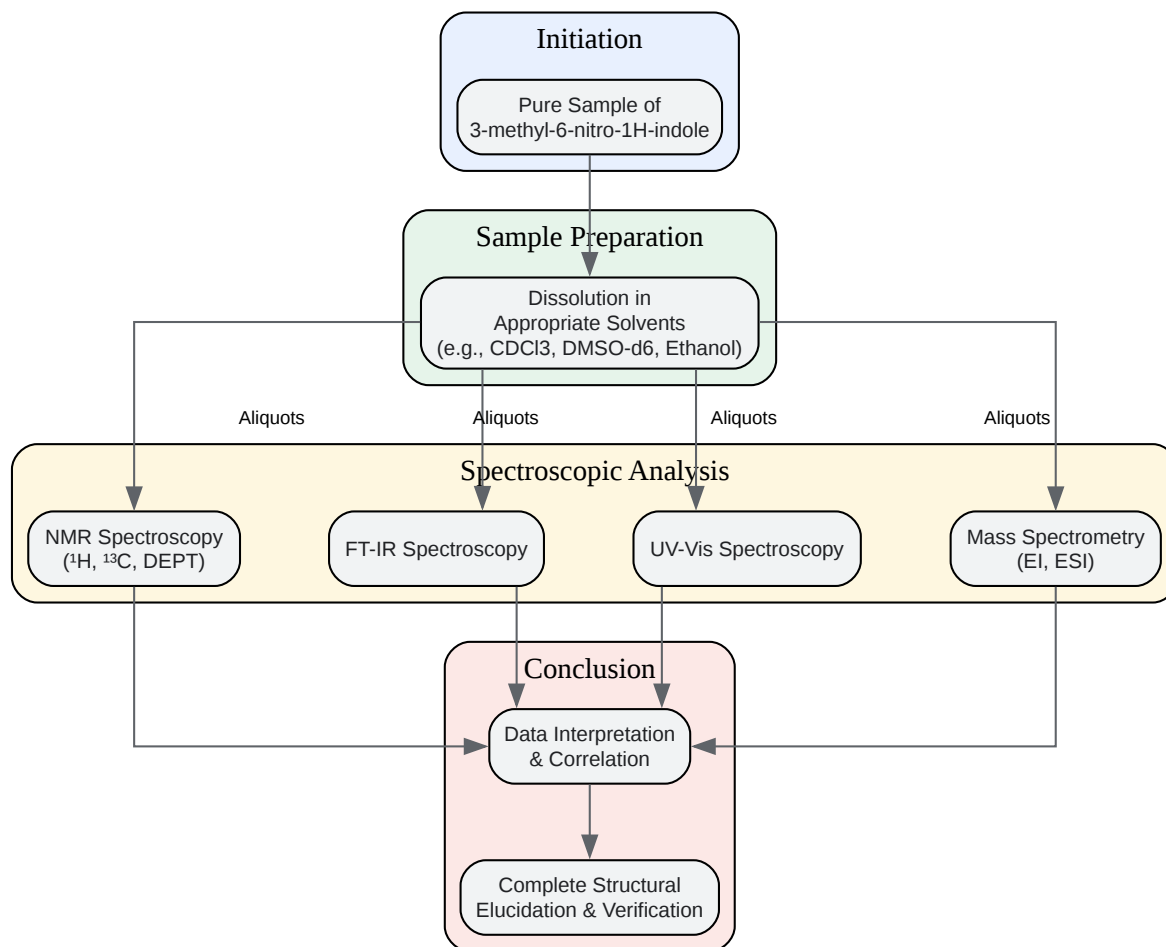 Initiation
Pure Sample of
3-methyl-6-nitro-1H-indole
Sample Preparation
Dissolution in
Appropriate Solvents
(e.g., CDCl3, DMSO-d6, Ethanol)
Aliquots
Aliquots
Aliquots
Aliquots
Spectroscopic Analysis
NMR Spectroscopy
(¹H, ¹³C, DEPT)
FT-IR Spectroscopy
UV-Vis Spectroscopy
Mass Spectrometry
(EI, ESI)
Conclusion
Data Interpretation
& Correlation
Complete Structural
Elucidation & Verification